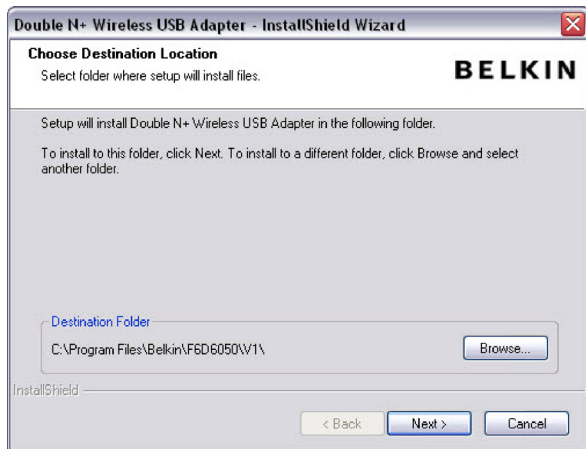 Double N+ Wireless USB Adapter - InstallShield Wizard
Choose Destination Location
Select folder where setup will install files.
BELKIN
Setup will install Double N+ Wireless USB Adapter in the following folder.
To install to this folder, click Next. To install to a different folder, click Browse and select
another folder.
Destination Folder
C:\Program Files\Belkin\F6D6050\V1\
Browse...
InstallShield
< Back
Next >
Cancel